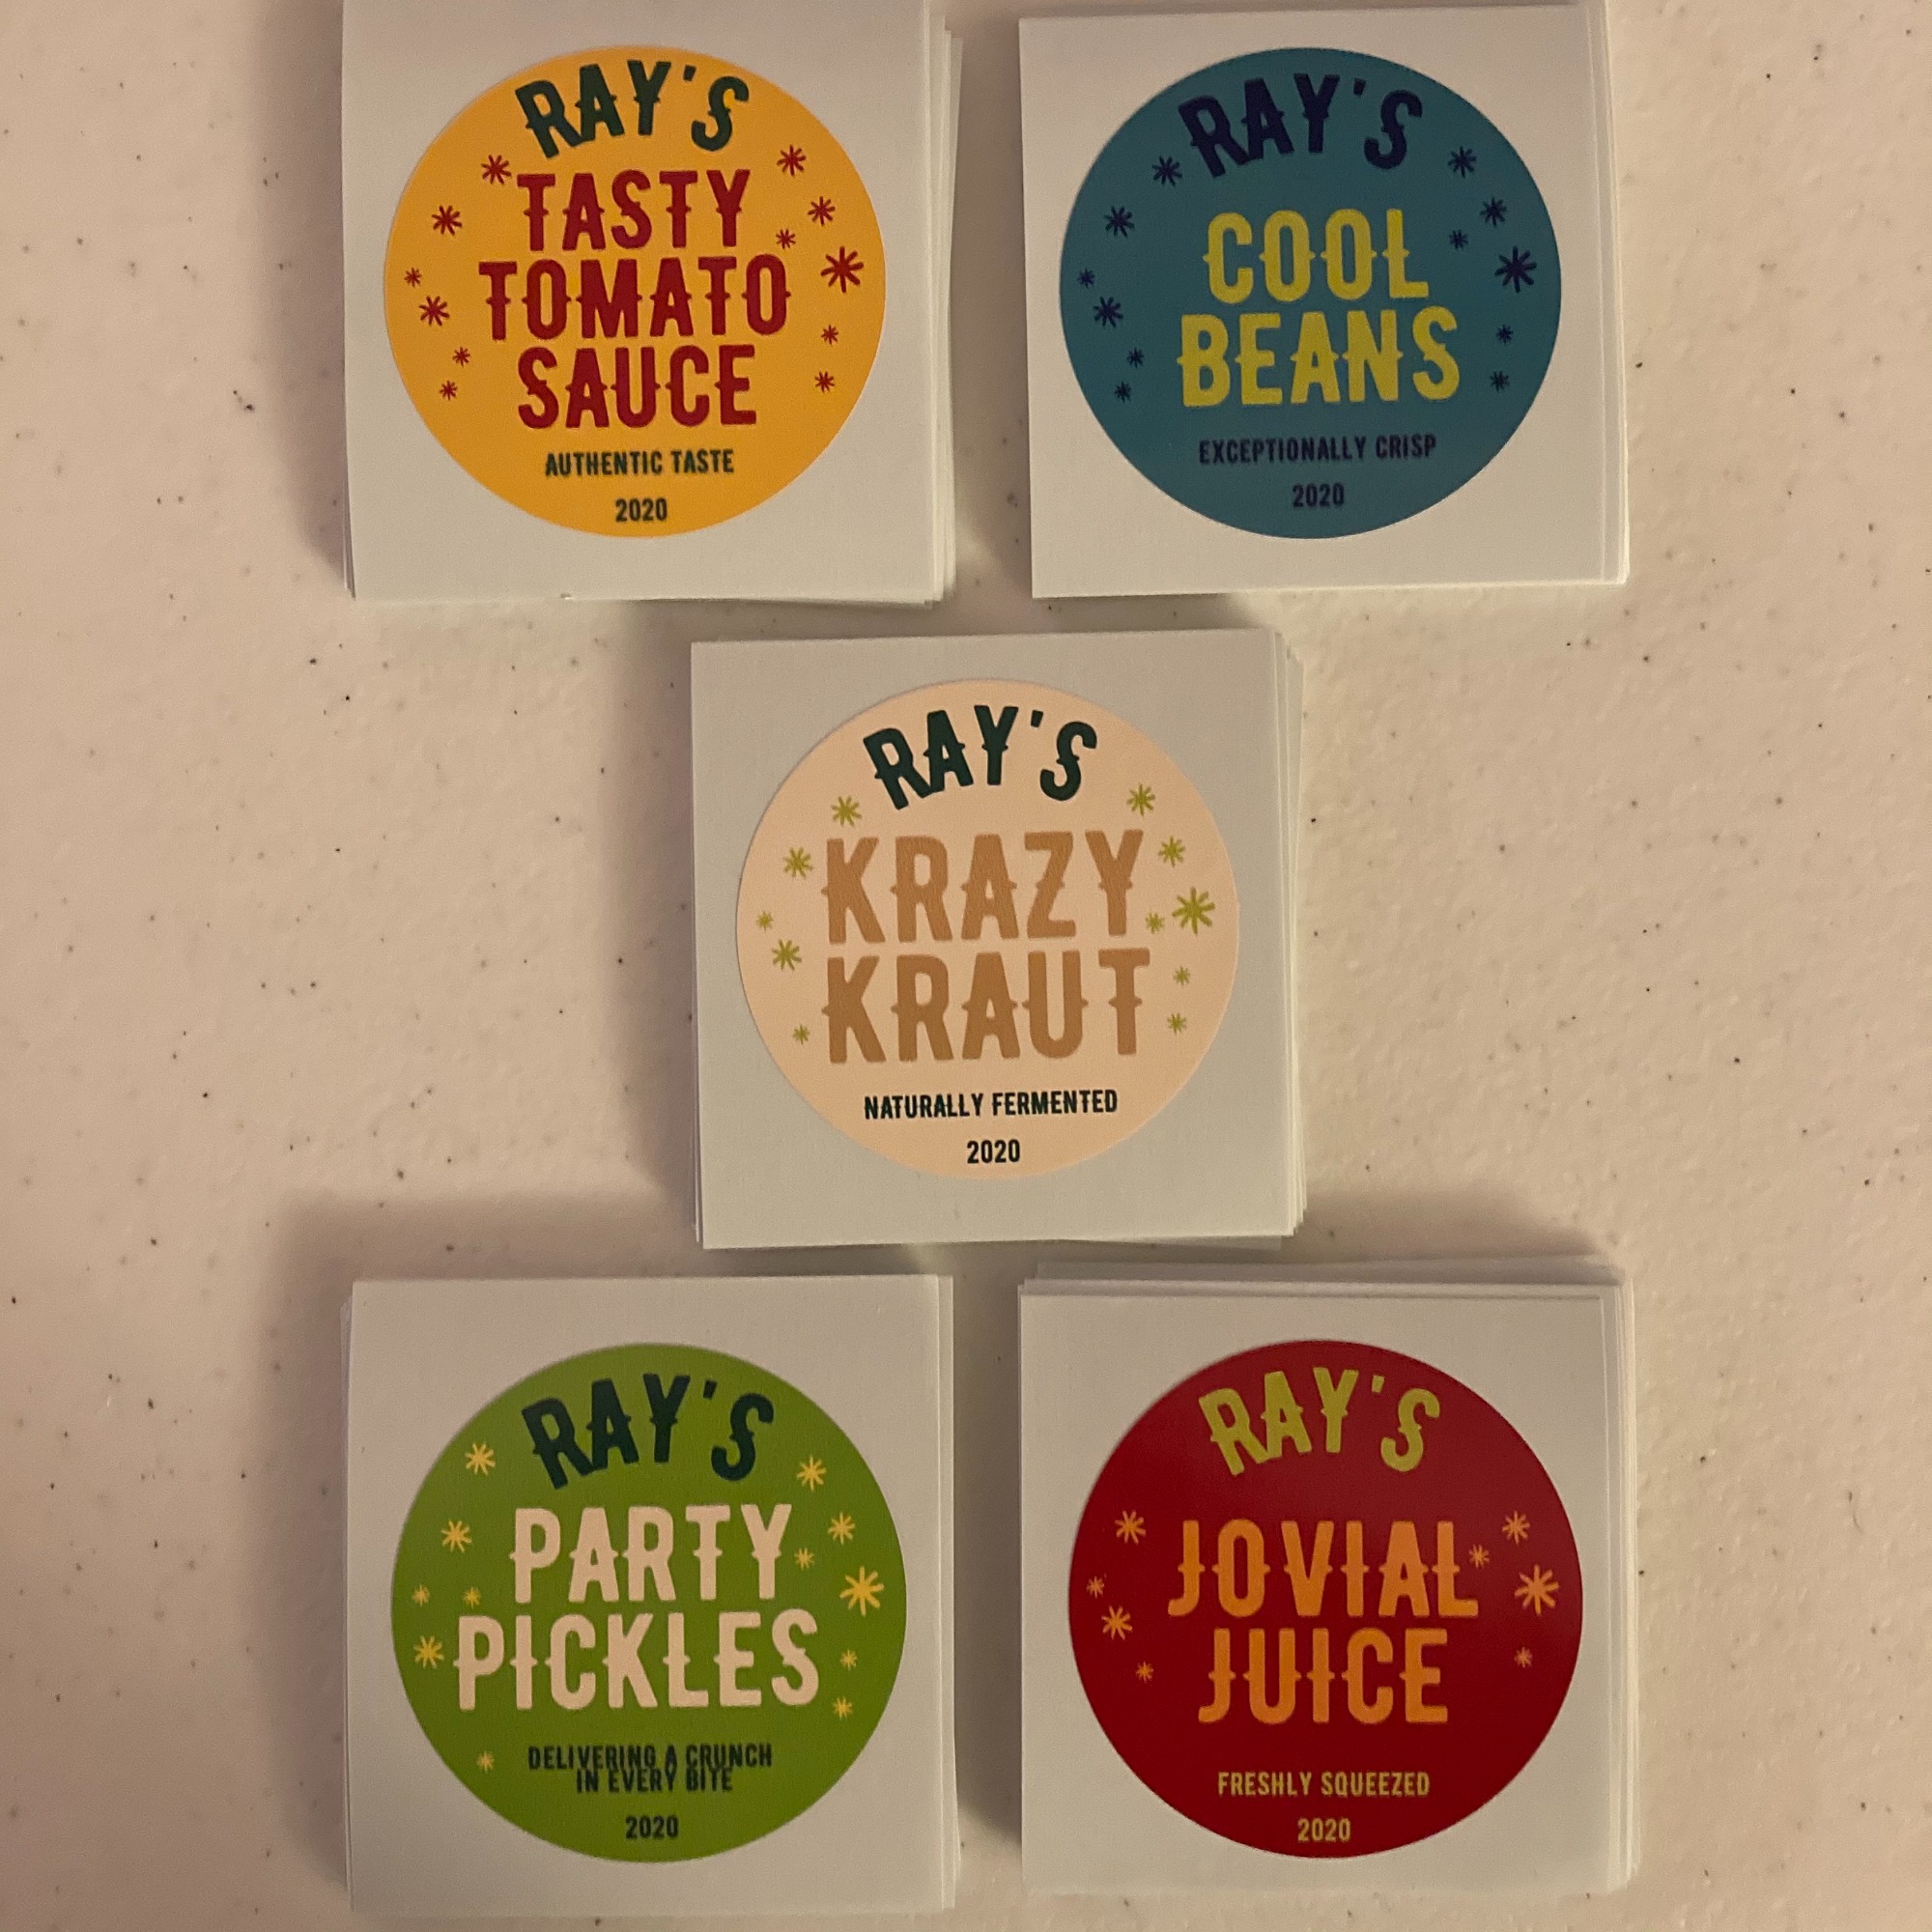 RAY'S
TASTY
TOMATO
SAUCE
AUTHENTIC TASTE
2020
RAY'S
COOL
BEANS
EXCEPTIONALLY CRISP
2020
RAY'S
KRAZY
KRAUT
NATURALLY FERMENTED
2020
RAY'S
PARTY
PICKLES
DELIVERING A CRUNCH
IN EVERY BITE
2020
RAY'S
JOVIAL
JUICE
FRESHLY SQUEEZED
2020